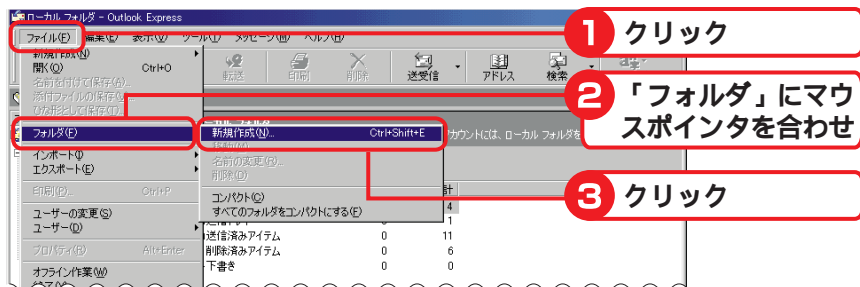 ローカル フォルダ - Outlook Express
ファイル(F) 編集(E) 表示(V) ツール(T) メッセージ(M) ヘルプ(H)
新規作成(N)
開く(O) Ctrl+O
名前を付けて保存(A)...
添付ファイルの保存(V)...
ひな形として保存(T)...
フォルダ(F)
インポート(I)
エクスポート(E)
印刷(P)... Ctrl+P
ユーザーの変更(S)
ユーザー(D)
プロパティ(R) Alt+Enter
オフライン作業(W)
転送 印刷 削除 送受信 アドレス 検索
新規作成(N)... Ctrl+Shift+E
移動(M)...
名前の変更(R)...
削除(D)
コンパクト(C)
すべてのフォルダをコンパクトにする(F)
カウントには、ローカル フォルダを
計
4
1
送信済みアイテム 0 11
削除済みアイテム 0 6
下書き 0 0
1 クリック
2 「フォルダ」にマウ
スポインタを合わせ
3 クリック